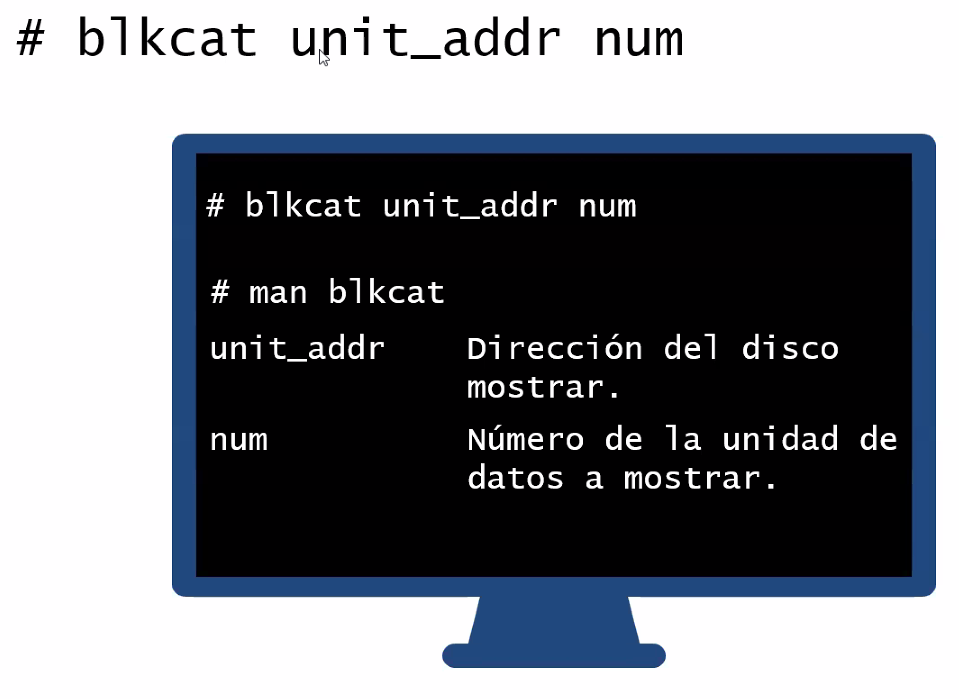 # blkcat unit_addr num
# blkcat unit_addr num
# man blkcat
unit_addr Dirección del disco
mostrar.
num Número de la unidad de
datos a mostrar.